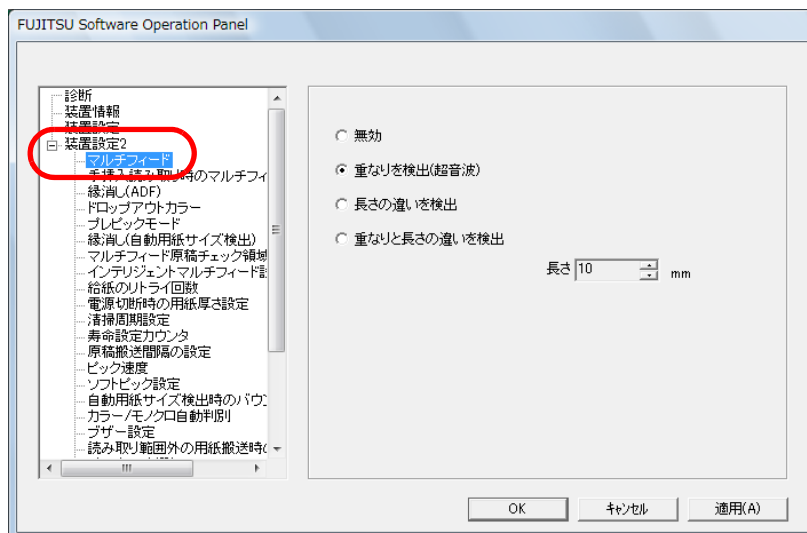 FUJITSU Software Operation Panel
診断
装置情報
装置設定
装置設定2
マルチフィード
手挿入読み取り時のマルチフィ
縁消し(ADF)
ドロップアウトカラー
プレピックモード
縁消し(自動用紙サイズ検出)
マルチフィード原稿チェック領域
インテリジェントマルチフィード
給紙のリトライ回数
電源切断時の用紙厚さ設定
清掃周期設定
寿命設定カウンタ
原稿搬送間隔の設定
ピック速度
ソフトピック設定
自動用紙サイズ検出時のバウ
カラー/モノクロ自動判別
ブザー設定
読み取り範囲外の用紙搬送時
無効
重なりを検出(超音波)
長さの違いを検出
重なりと長さの違いを検出
長さ 10 mm
OK キャンセル 適用(A)